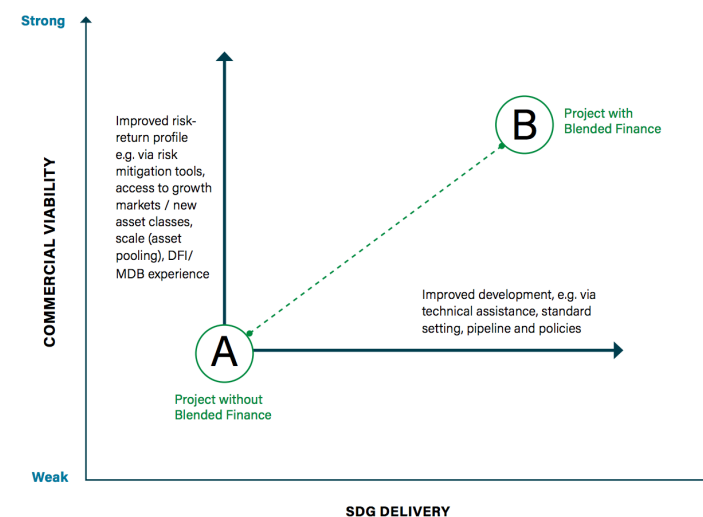 Strong
COMMERCIAL VIABILITY
Improved risk-
return profile
e.g. via risk
mitigation tools,
access to growth
markets / new
asset classes,
scale (asset
pooling), DFI/
MDB experience
B
Project with
Blended Finance
Improved development, e.g. via
technical assistance, standard
setting, pipeline and policies
A
Project without
Blended Finance
Weak
SDG DELIVERY